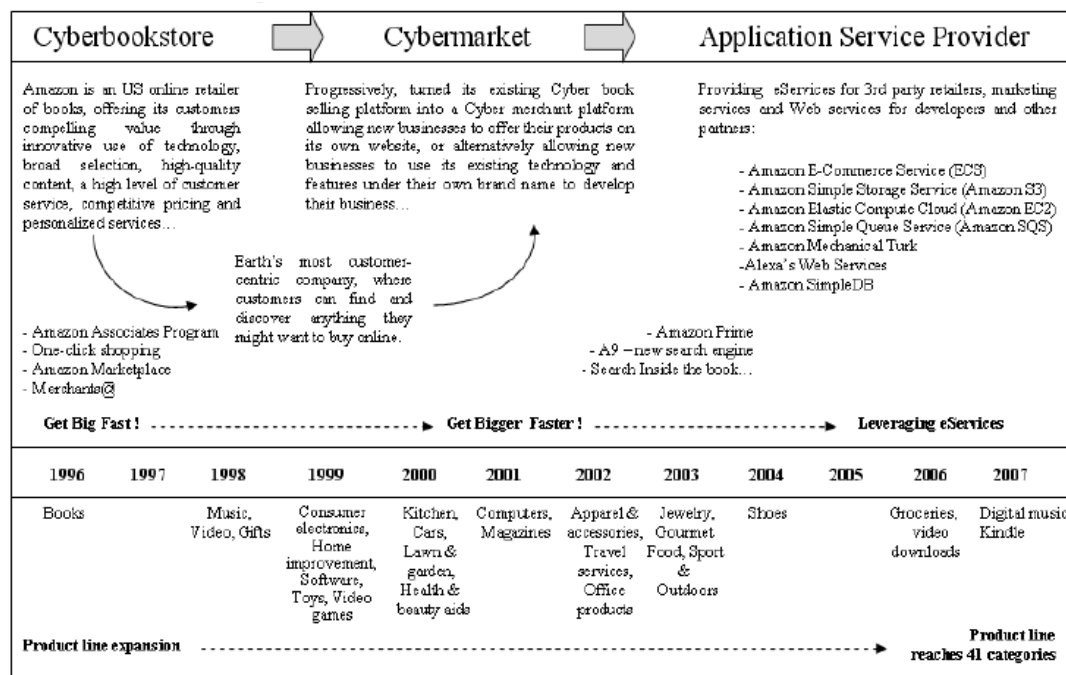 Cyberbookstore
Cybermarket
Application Service Provider
Amazon is an US online retailer
of books, offering its customers
compelling value through
innovative use of technology,
broad selection, high-quality
content, a high level of customer
service, competitive pricing and
personalized services…
Progressively, turned its existing Cyber book
selling platform into a Cyber merchant platform
allowing new businesses to offer their products on
its own website, or alternatively allowing new
businesses to use its existing technology and
features under their own brand name to develop
their business…
Providing eServices for 3rd party retailers, marketing
services and Web services for developers and other
partners:
- Amazon E-Commerce Service (ECS)
- Amazon Simple Storage Service (Amazon S3)
- Amazon Elastic Compute Cloud (Amazon EC2)
- Amazon Simple Queue Service (Amazon SQS)
- Amazon Mechanical Turk
-Alexa's Web Services
- Amazon SimpleDB
Earth's most customer-
centric company, where
customers can find and
discover anything they
might want to buy online.
- Amazon Associates Program
- One-click shopping
- Amazon Marketplace
- Merchants@
- Amazon Prime
- A9 – new search engine
- Search Inside the book…
Get Big Fast !
Get Bigger Faster !
Leveraging eServices
1996 1997 1998 1999 2000 2001 2002 2003 2004 2005 2006 2007
Books
Music,
Video, Gifts
Consumer
electronics,
Home
improvement,
Software,
Toys, Video
games
Kitchen,
Cars,
Lawn &
garden,
Health &
beauty aids
Computers,
Magazines
Apparel &
accessories,
Travel
services,
Office
products
Jewelry,
Gourmet
Food, Sport
&
Outdoors
Shoes
Groceries,
video
downloads
Digital music
Kindle
Product line expansion
Product line
reaches 41 categories